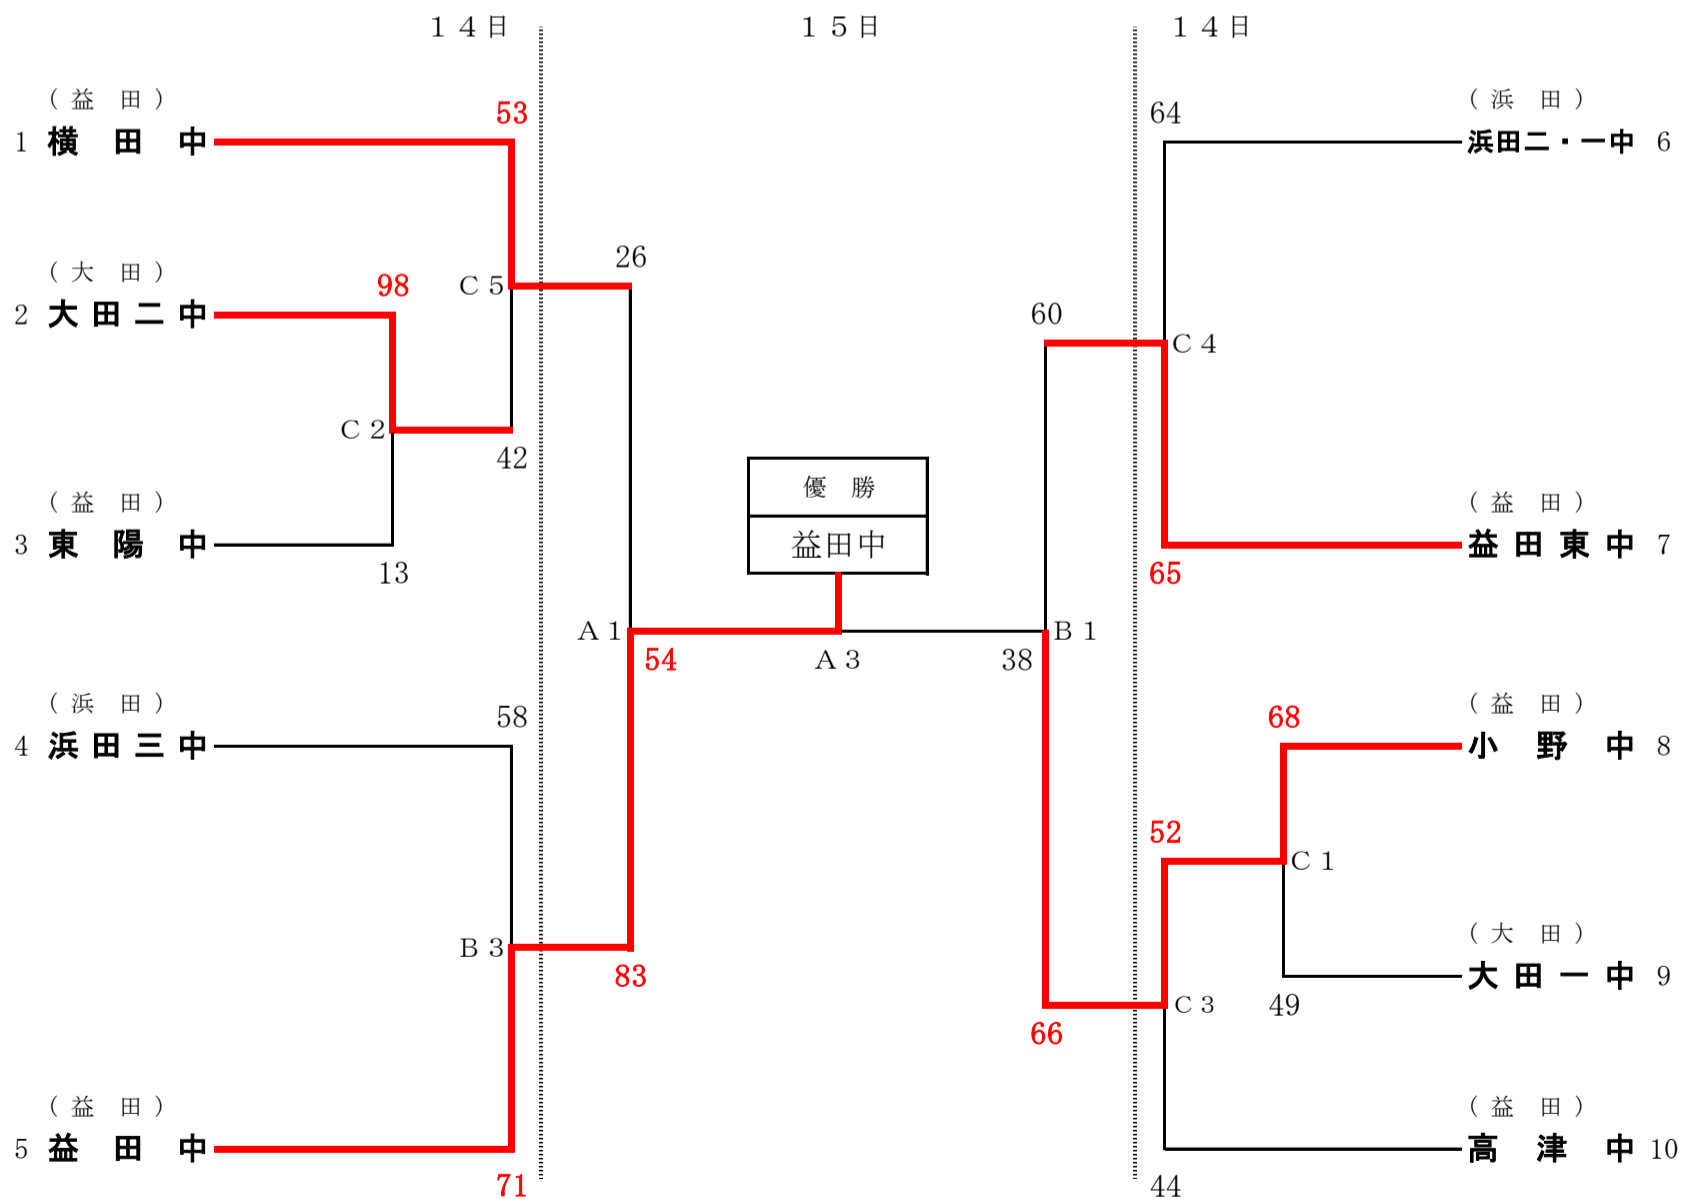 １４日
１５日
１４日
（益　田）
1 横　田　中
53
（大　田）
2 大田二中
98
C 5
26
C 2
42
（益　田）
3 東　陽　中
13
A 1
54
（浜　田）
4 浜田三中
58
B 3
83
（益　田）
5 益　田　中
71
優　勝
益田中
A 3
（浜　田）
64
浜田二・一中 6
60
C 4
（益　田）
益田東中 7
65
B 1
38
（益　田）
68
小　野　中 8
52
C 1
（大　田）
大田一中 9
49
C 3
66
（益　田）
高　津　中 10
44